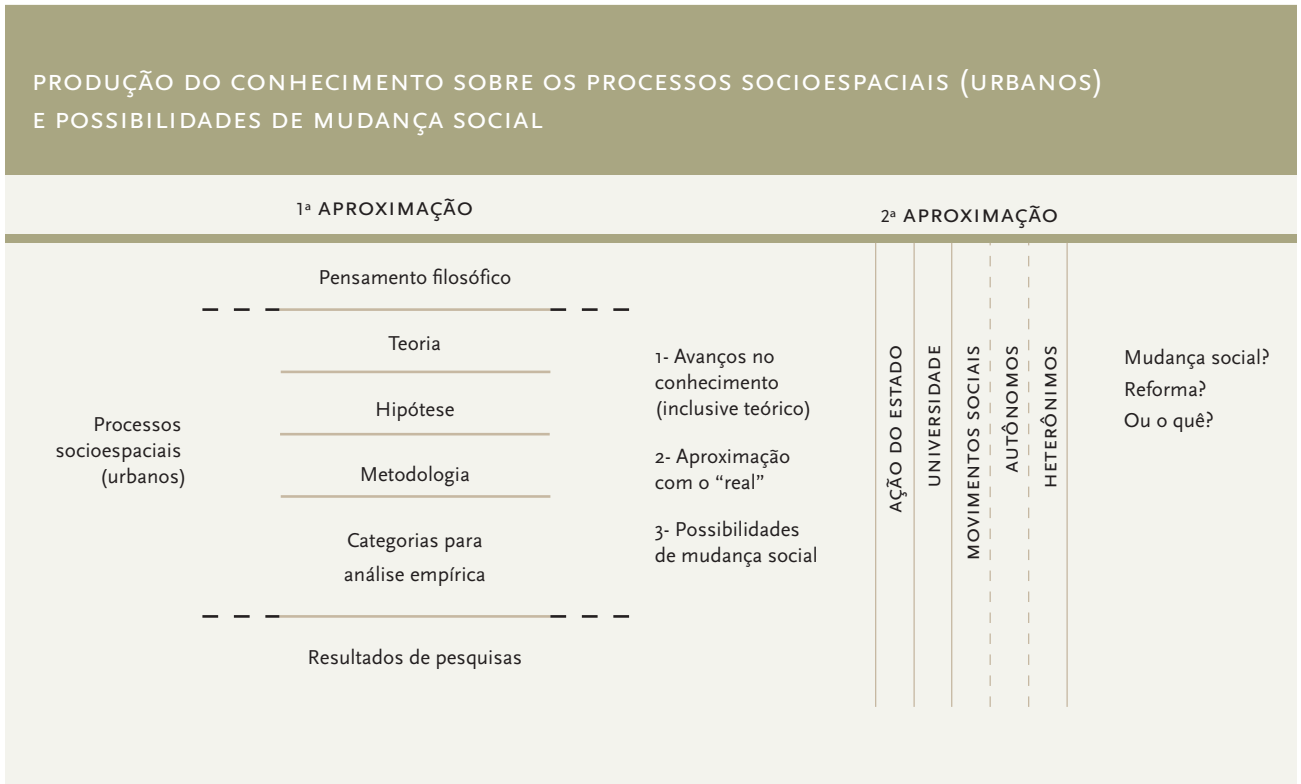 PRODUÇÃO DO CONHECIMENTO SOBRE OS PROCESSOS SOCIOESPACIAIS (URBANOS)
E POSSIBILIDADES DE MUDANÇA SOCIAL
1ª APROXIMAÇÃO
2ª APROXIMAÇÃO
Processos
socioespaciais
(urbanos)
Pensamento filosófico
Teoria
Hipótese
Metodologia
Categorias para
análise empírica
Resultados de pesquisas
1- Avanços no
conhecimento
(inclusive teórico)
2- Aproximação
com o “real”
3- Possibilidades
de mudança social
AÇÃO DO ESTADO
UNIVERSIDADE
MOVIMENTOS SOCIAIS
AUTÔNOMOS
HETERÔNIMOS
Mudança social?
Reforma?
Ou o quê?